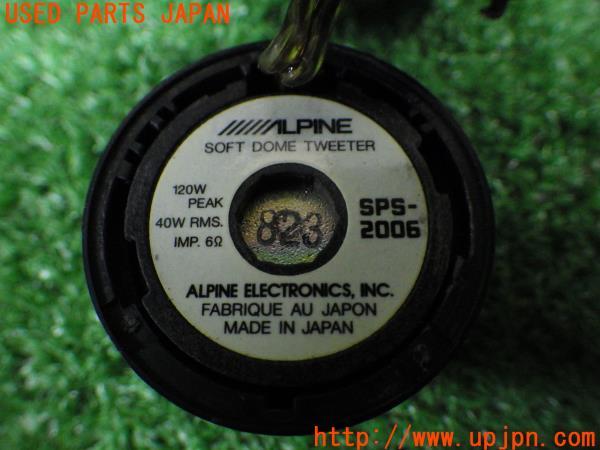 USED PARTS JAPAN
ALPINE
SOFT DOME TWEETER
120W
PEAK
40W RMS.
IMP. 6Ω
823
SPS-
2006
ALPINE ELECTRONICS, INC.
FABRIQUE AU JAPON
MADE IN JAPAN
http://www.upjpn.com